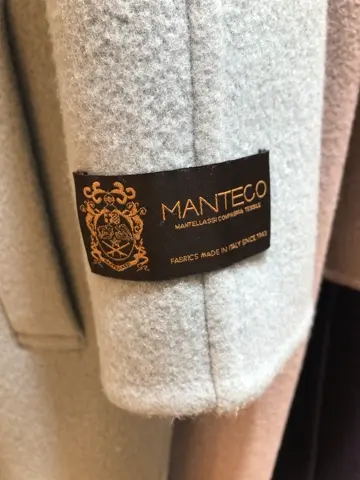 MANTECO
MANTELLASSI COMPAGNIA TESSILE
FABRICS MADE IN ITALY SINCE 1943